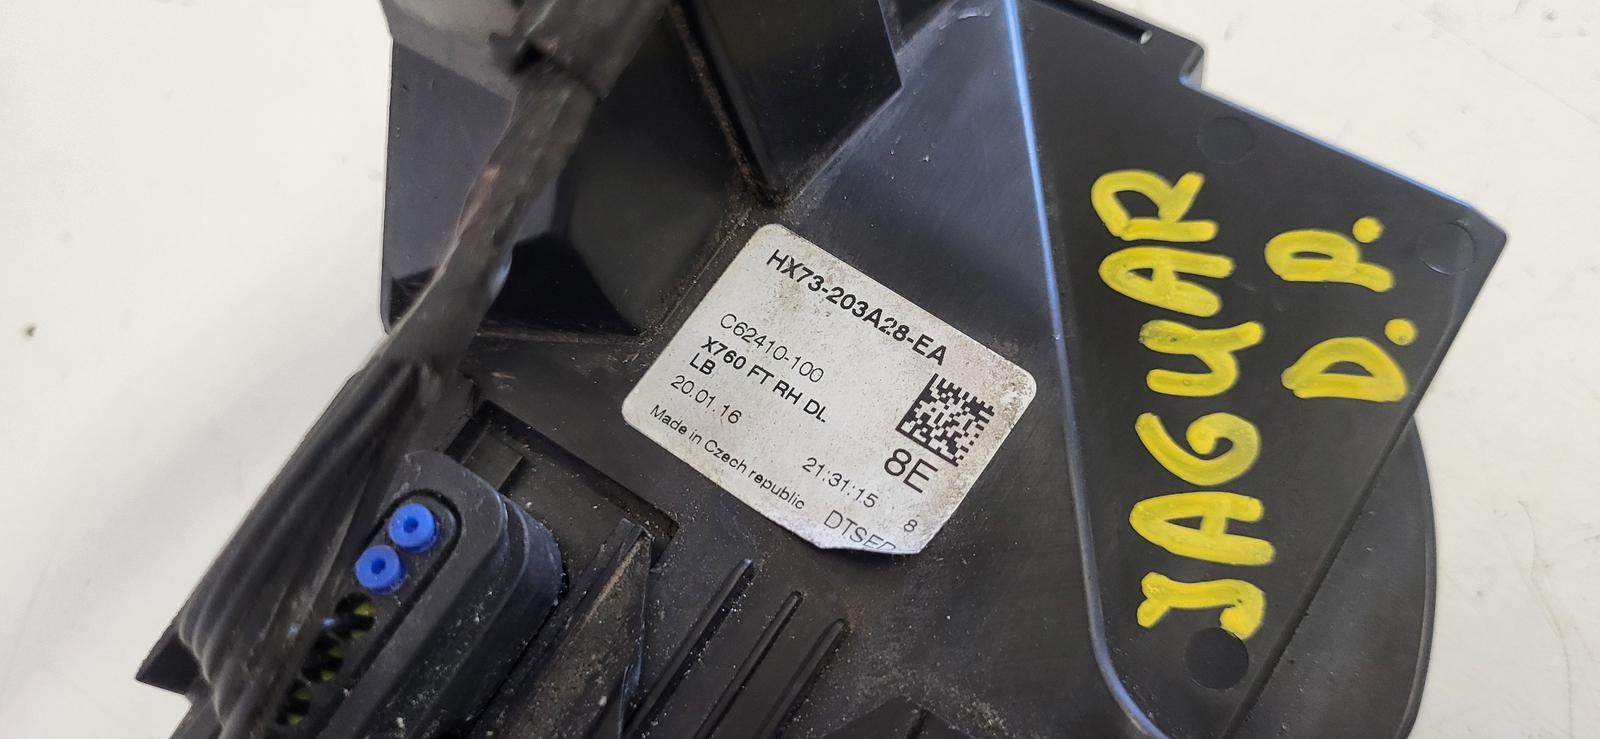 HX73-203A28-EA
C62410-100
X760 FT RH DL
LB
20.01.16
21:31:15
8
8E
Made in Czech republic
JAGUAR
D.P.